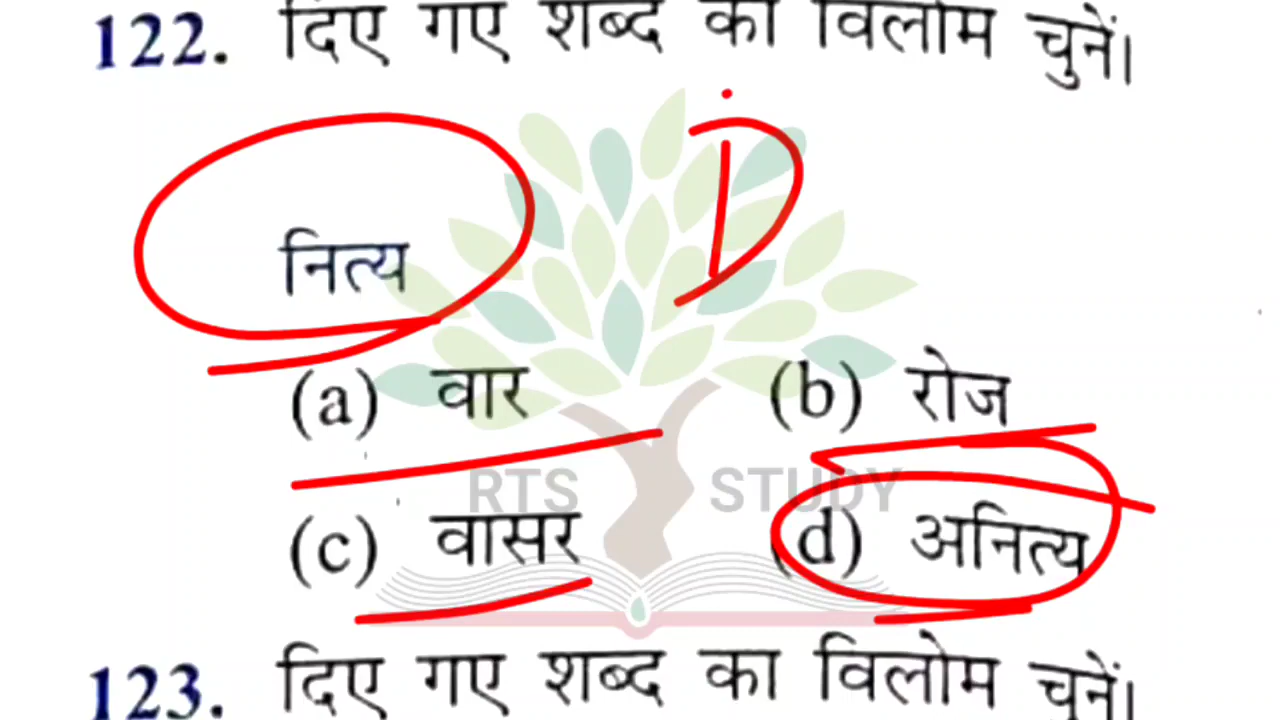 122. दिए गए शब्द का विलोम चुनें।
D
नित्य
(a) वार (b) रोज
RTS STUDY
(c) वासर (d) अनित्य
123. दिए गए शब्द का विलोम चुनें।